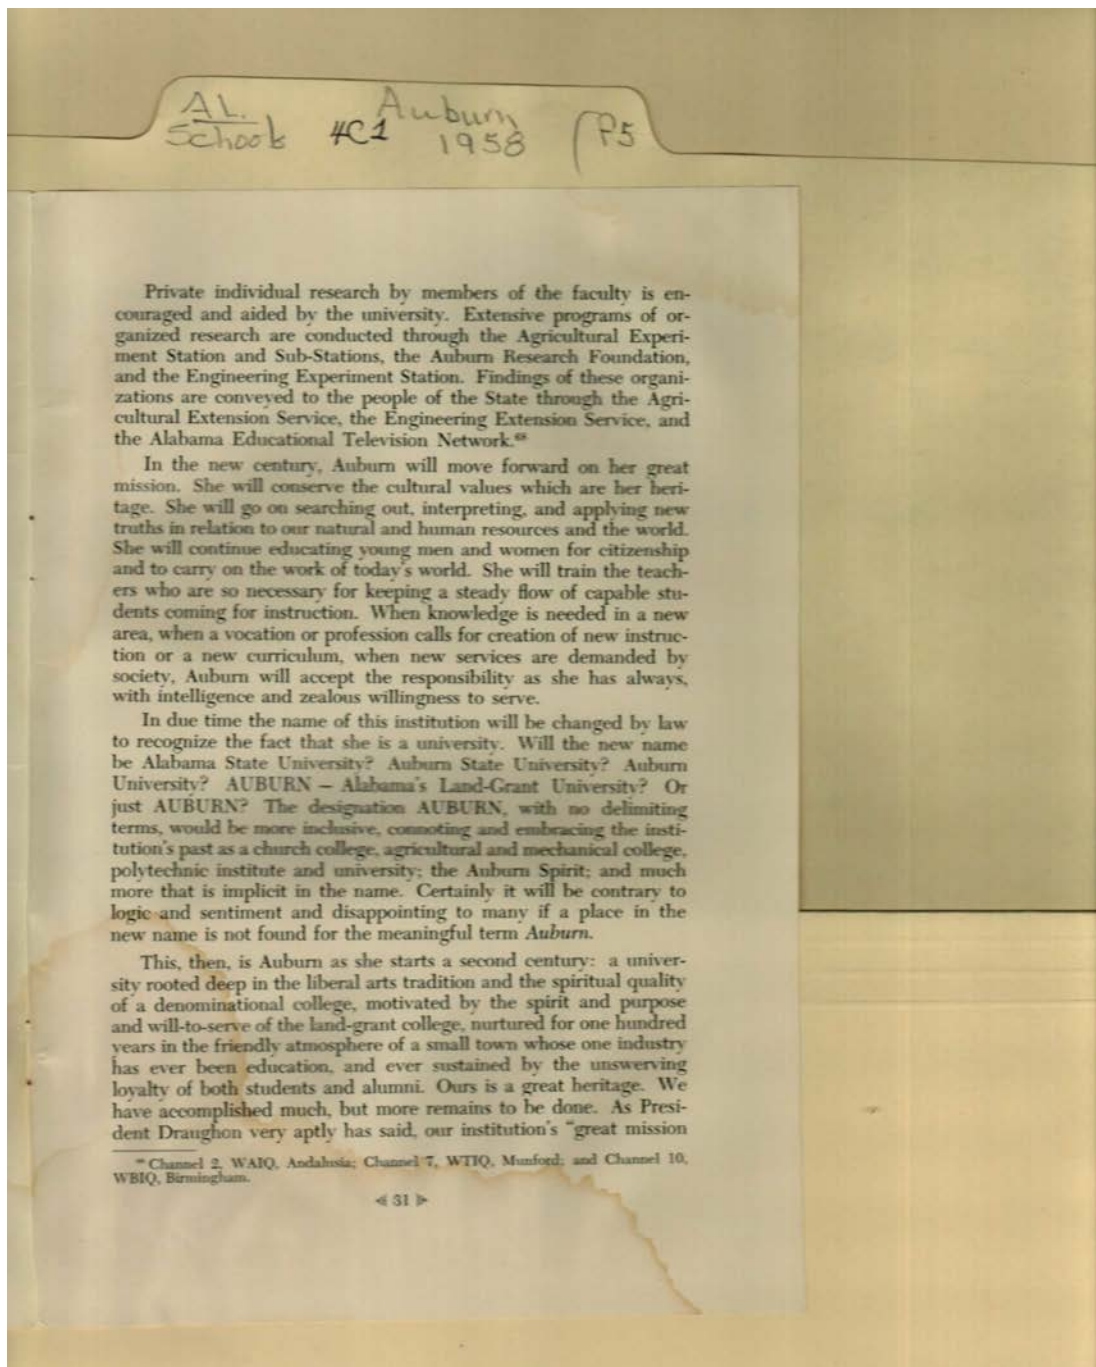 AL. Auburn
Schools 4C1 1958 P5
Private individual research by members of the faculty is en-
couraged and aided by the university. Extensive programs of or-
ganized research are conducted through the Agricultural Experi-
ment Station and Sub-Stations, the Auburn Research Foundation,
and the Engineering Experiment Station. Findings of these organi-
zations are conveyed to the people of the State through the Agri-
cultural Extension Service, the Engineering Extension Service, and
the Alabama Educational Television Network.
In the new century, Auburn will move forward on her great
mission. She will conserve the cultural values which are her heri-
tage. She will go on searching out, interpreting, and applying new
truths in relation to our natural and human resources and the world.
She will continue educating young men and women for citizenship
and to carry on the work of today's world. She will train the teach-
ers who are so necessary for keeping a steady flow of capable stu-
dents coming for instruction. When knowledge is needed in a new
area, when a vocation or profession calls for creation of new instruc-
tion or a new curriculum, when new services are demanded by
society, Auburn will accept the responsibility as she has always,
with intelligence and zealous willingness to serve.
In due time the name of this institution will be changed by law
to recognize the fact that she is a university. Will the new name
be Alabama State University? Auburn State University? Auburn
University? AUBURN — Alabama's Land-Grant University? Or
just AUBURN? The designation AUBURN, with no delimiting
terms, would be more inclusive, connoting and embracing the insti-
tution's past as a church college, agricultural and mechanical college,
polytechnic institute and university; the Auburn Spirit; and much
more that is implicit in the name. Certainly it will be contrary to
logic and sentiment and disappointing to many if a place in the
new name is not found for the meaningful term Auburn.
This, then, is Auburn as she starts a second century: a univer-
sity rooted deep in the liberal arts tradition and the spiritual quality
of a denominational college, motivated by the spirit and purpose
and will-to-serve of the land-grant college, nurtured for one hundred
years in the friendly atmosphere of a small town whose one industry
has ever been education, and ever sustained by the unswerving
loyalty of both students and alumni. Ours is a great heritage. We
have accomplished much, but more remains to be done. As Presi-
dent Draughon very aptly has said, our institution's "great mission
Channel 2, WAIQ, Andalusia; Channel 7, WTIQ, Munford; and Channel 10,
WBIQ, Birmingham.
31